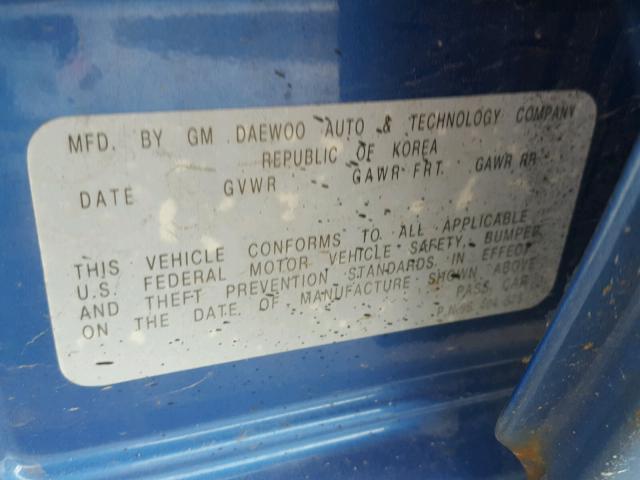 MFD. BY GM DAEWOO AUTO & TECHNOLOGY COMPANY
REPUBLIC OF KOREA
DATE GVWR GAWR FRT. GAWR RR
THIS VEHICLE CONFORMS TO ALL APPLICABLE
U.S. FEDERAL MOTOR VEHICLE SAFETY, BUMPER,
AND THEFT PREVENTION STANDARDS IN EFFECT
ON THE DATE OF MANUFACTURE SHOWN ABOVE
PASS. CAR